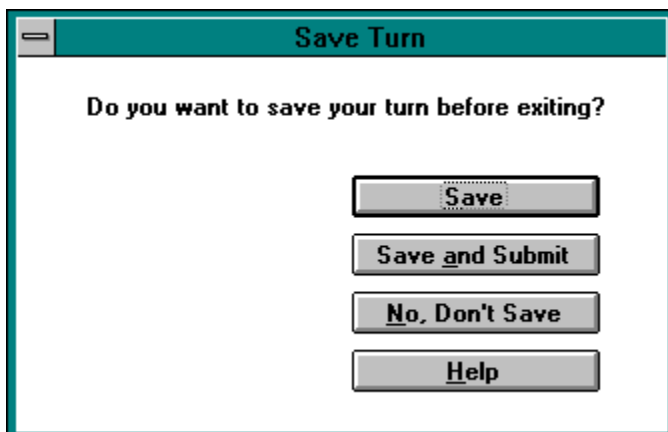 Save Turn
Do you want to save your turn before exiting?
Save
Save and Submit
No, Don't Save
Help